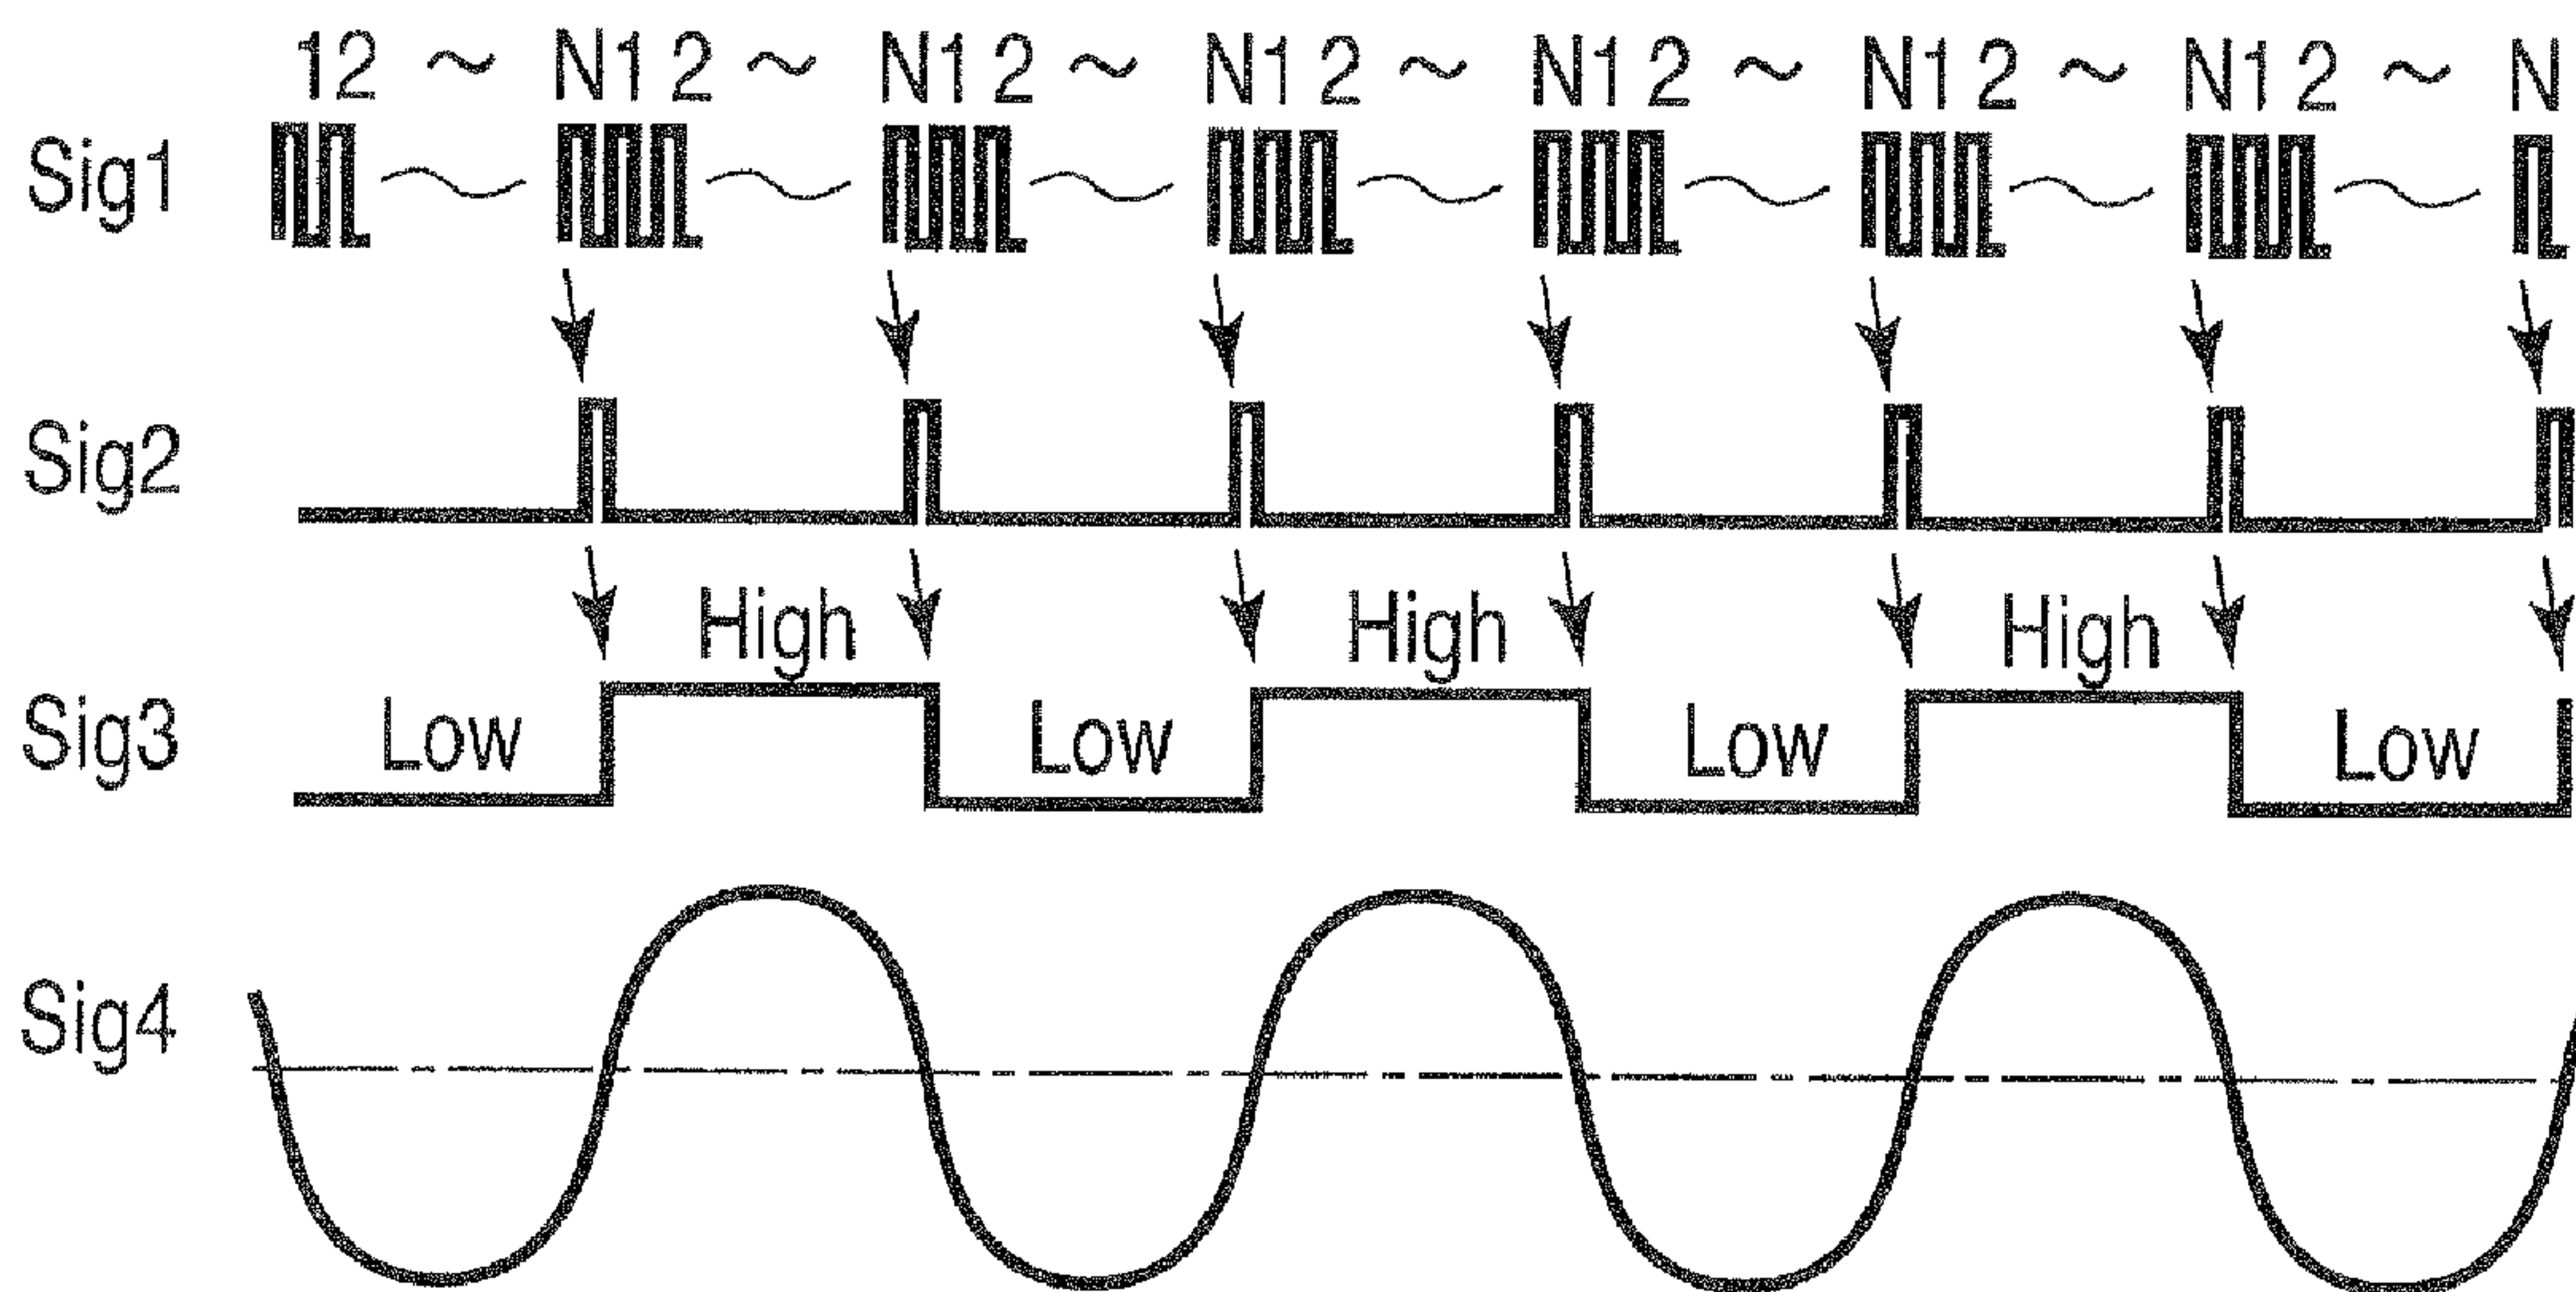 12 ~ N1 2 ~ N1 2 ~ N1 2 ~ N1 2 ~ N1 2 ~ N1 2 ~ N
Sig1
Sig2
High High High
Sig3 Low Low Low Low
Sig4